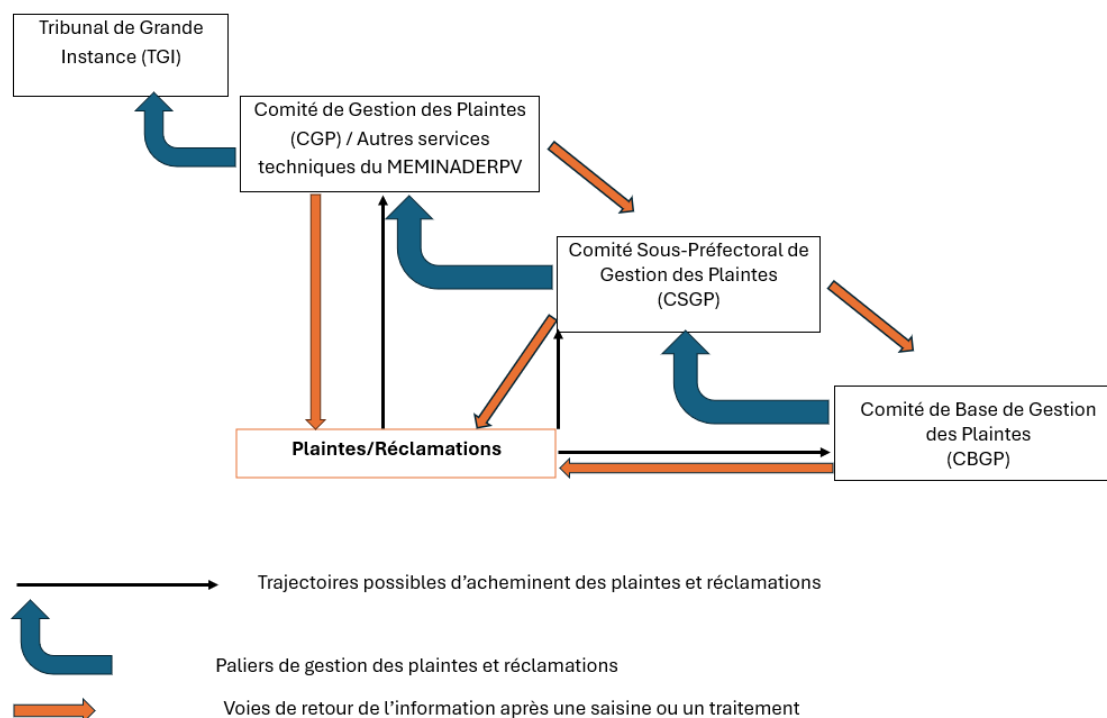 Tribunal de Grande
Instance (TGI)
Comité de Gestion des Plaintes
(CGP) / Autres services
techniques du MEMINADERPV
Comité Sous-Préfectoral de
Gestion des Plaintes
(CSGP)
Comité de Base de Gestion
des Plaintes
(CBGP)
Plaintes/Réclamations
Trajectoires possibles d’acheminent des plaintes et réclamations
Paliers de gestion des plaintes et réclamations
Voies de retour de l’information après une saisine ou un traitement